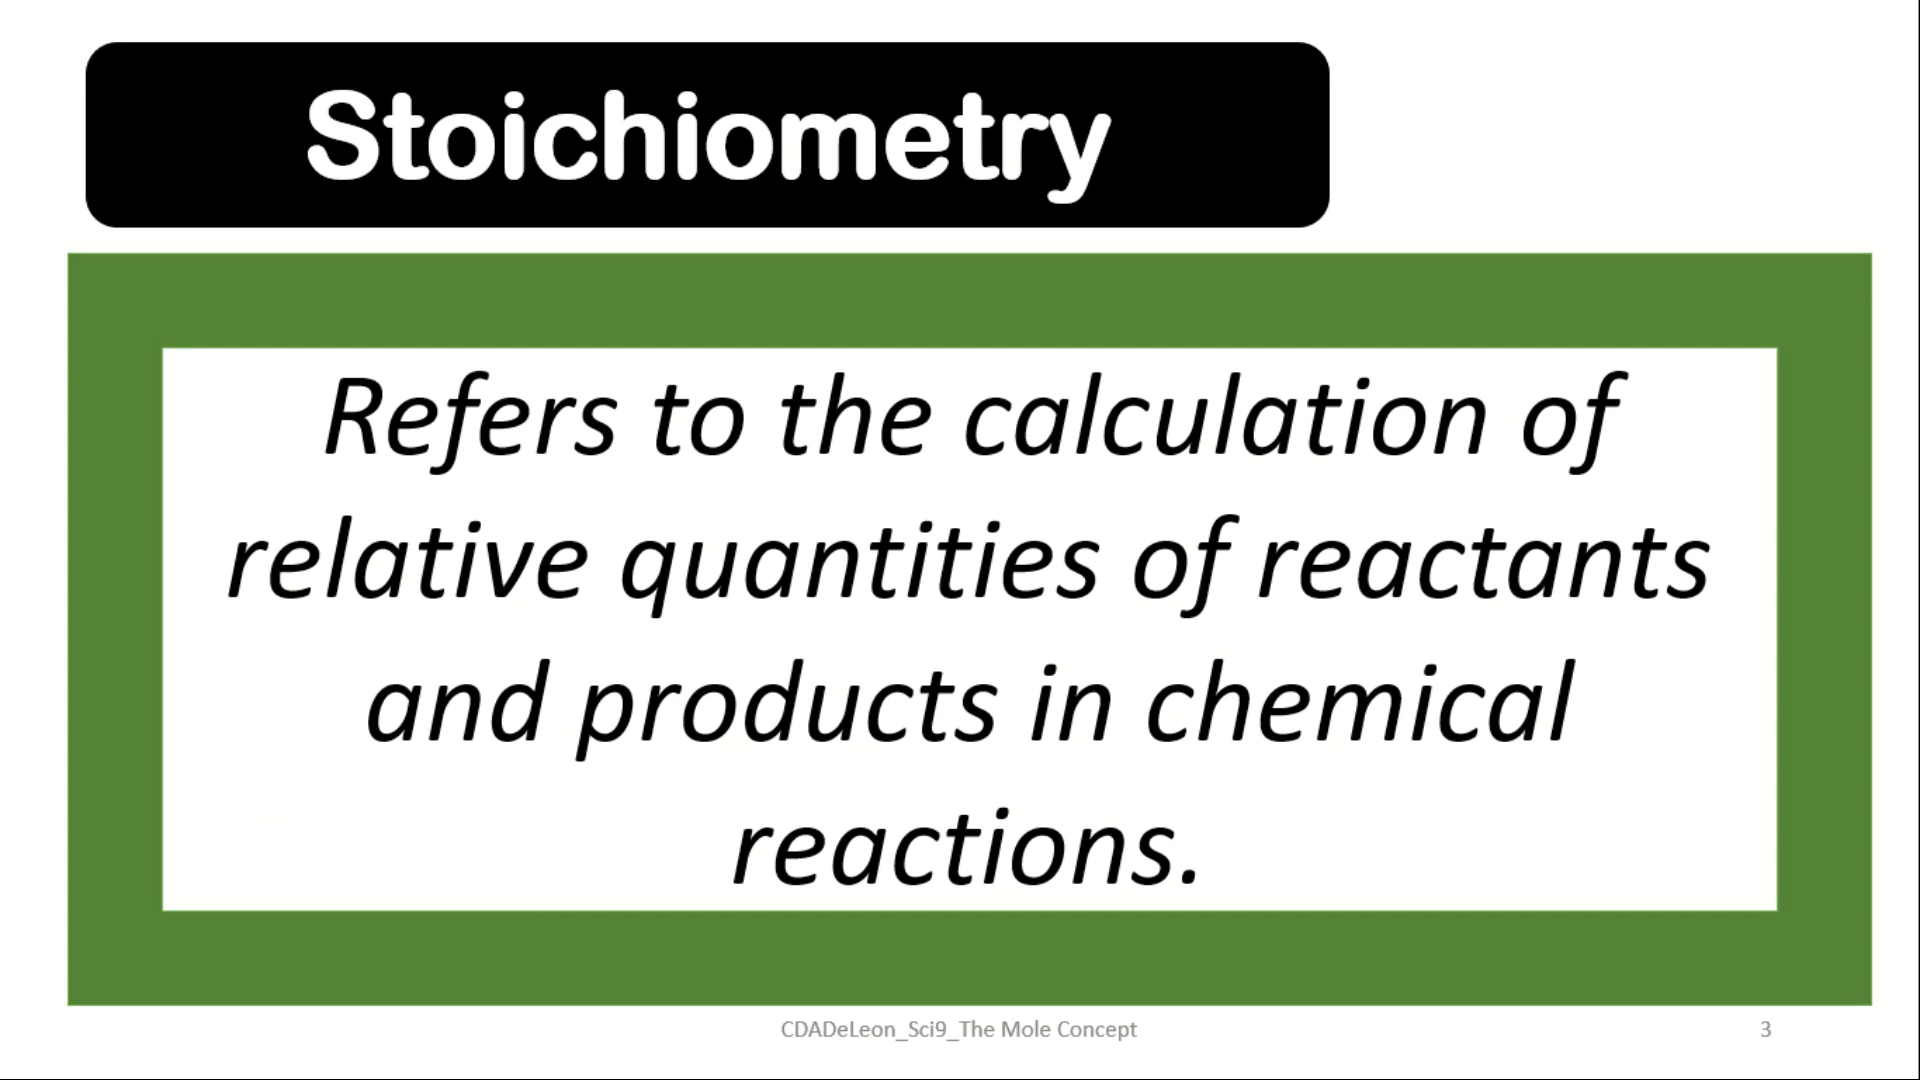 Stoichiometry
Refers to the calculation of
relative quantities of reactants
and products in chemical
reactions.
CDADeLeon_Sci9_The Mole Concept
3